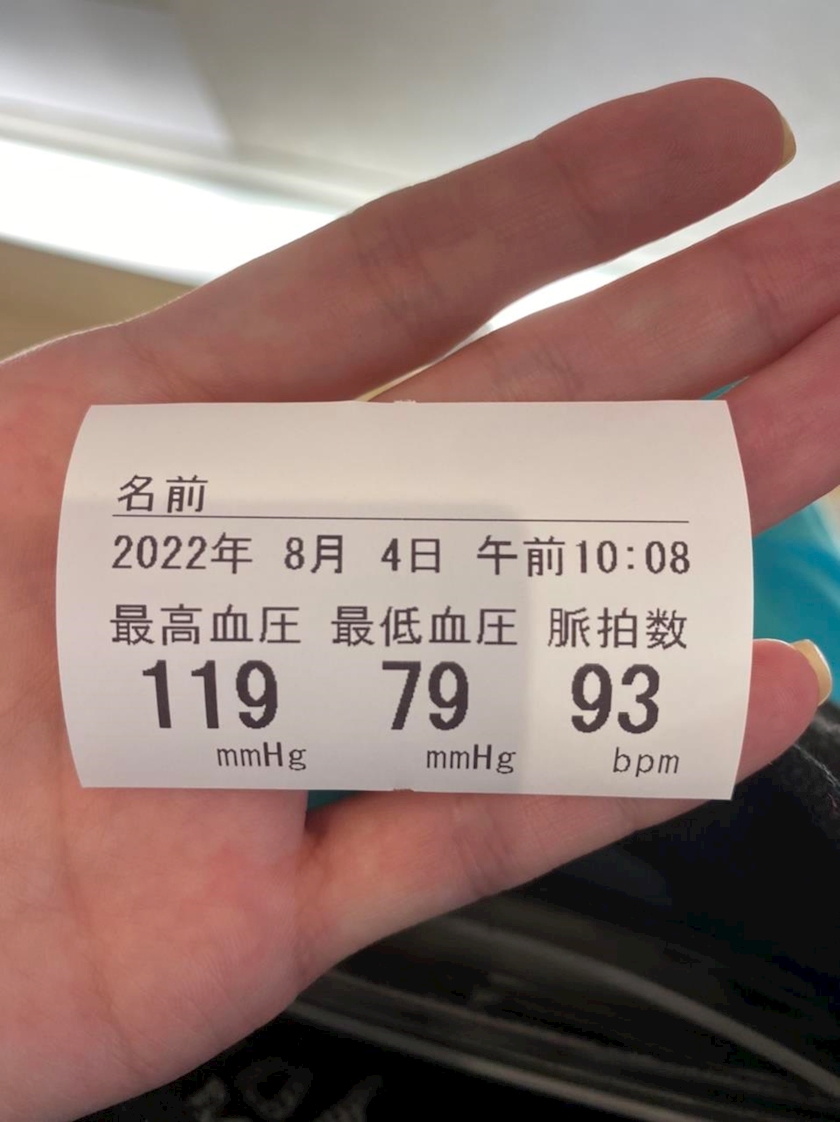 名前
2022年 8月 4日 午前10:08
最高血圧 最低血圧 脈拍数
119 79 93
mmHg mmHg bpm